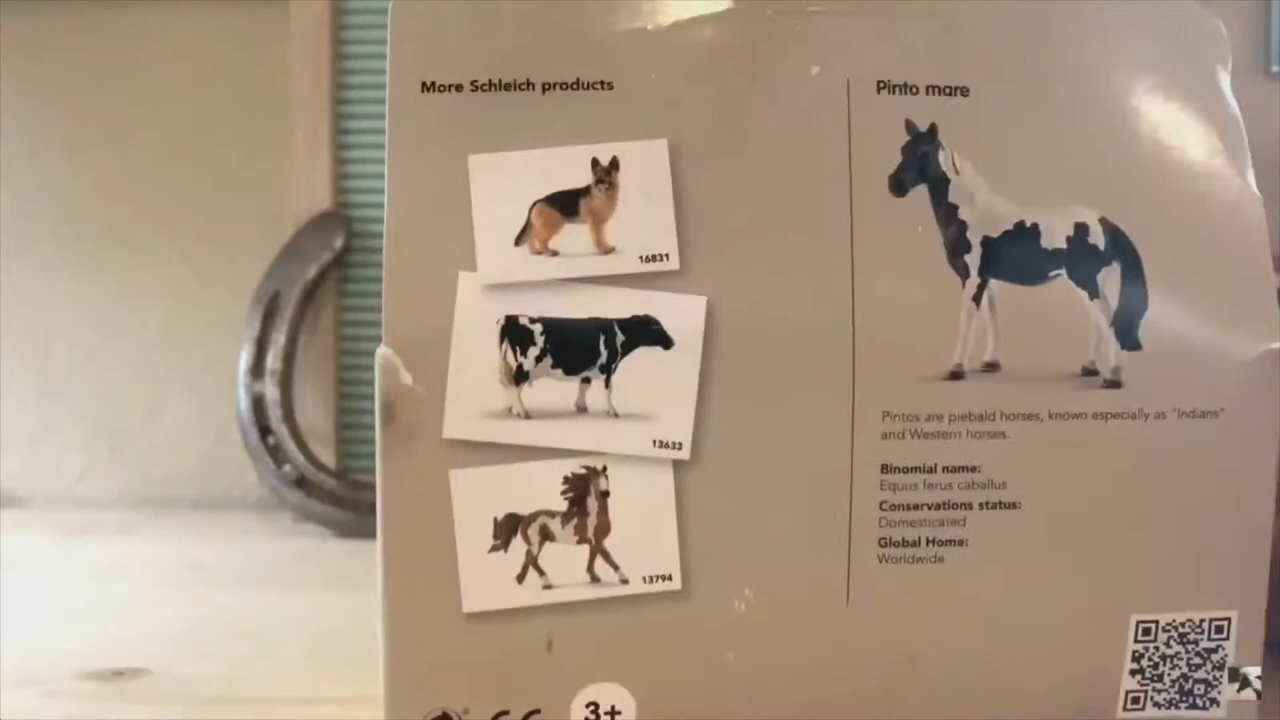 More Schleich products
16831
13633
13794
Pinto mare
Pintos are piebald horses, known especially as "Indians"
and Western horses.
Binomial name:
Equus ferus caballus
Conservations status:
Domesticated
Global Home:
Worldwide
3+